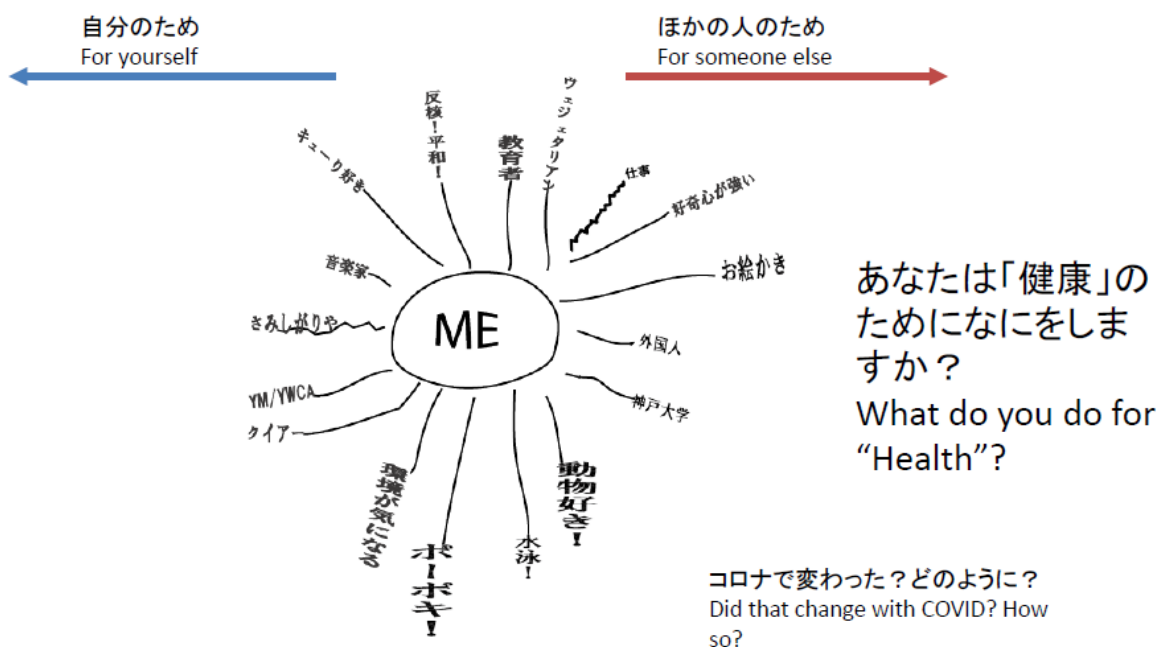 自分のため
For yourself
ほかの人のため
For someone else
キューり好き
反核！平和！
教育者
ウェジェタリアン
仕事
好奇心が強い
音楽家
お絵かき
さみしがりや
ME
外国人
YM/YWCA
神戸大学
クイアー
環境が気になる
ボーボキ！
水泳！
動物好き！
あなたは「健康」の
ためになにをしま
すか？
What do you do for
“Health”?
コロナで変わった？どのように？
Did that change with COVID? How
so?